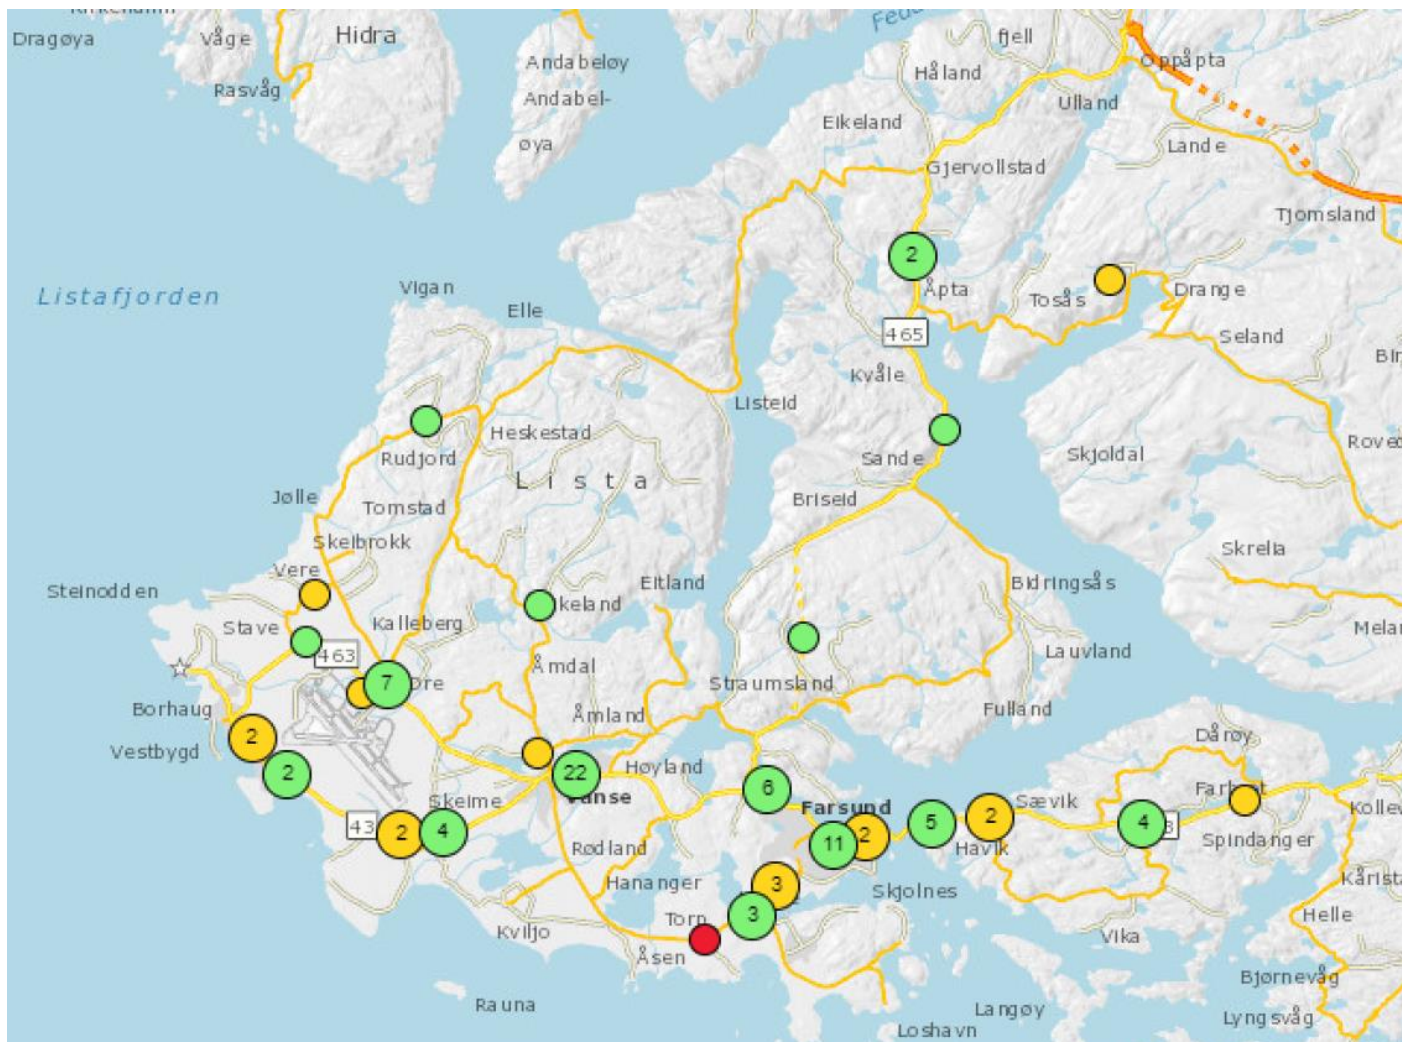 Dragøya
Våge
Hidra
Rasvåg
Andabeløy
Andabel-
øya
fjell
Håland
Oppåpta
Ulland
Eikeland
Lande
Gjervollstad
Tjomsland
2
Åpta
Tosås
Drange
Listafjorden
Vigan
Elle
465
Seland
Kvåle
Listeid
Heskestad
Rudjord
Sande
Skjoldal
Lista
Briseid
Jølle
Tomstad
Skeibrokk
Skrelia
Vere
Steinodden
Eitland
Bidringsås
Stave
Kalleberg
463
Åmdal
Lauvland
7
Ore
Straumsland
Borhaug
Åmland
Fulland
2
Vestbygd
Dårøy
2
22
Høyland
6
Vanse
Skeime
Farsund
Sævik
Spindanger
43
2
4
11
2
5
2
4
Havik
Rødland
Hananger
3
Skjolnes
3
Torp
Kviljo
Åsen
Vika
Helle
Rauna
Langøy
Loshavn
Bjørnevåg
Lyngsvåg